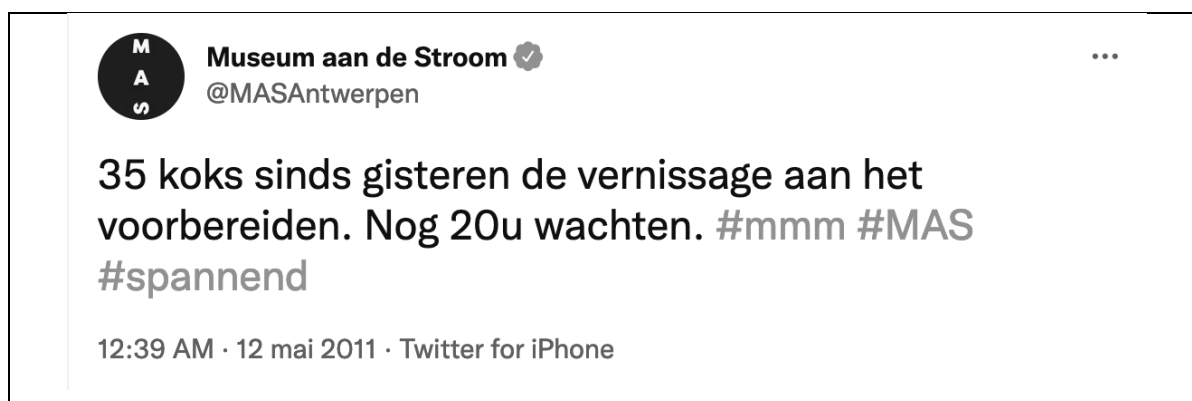 MAS
Museum aan de Stroom
@MASAntwerpen
35 koks sinds gisteren de vernissage aan het
voorbereiden. Nog 20u wachten. #mmm #MAS
#spannend
12:39 AM · 12 mai 2011 · Twitter for iPhone